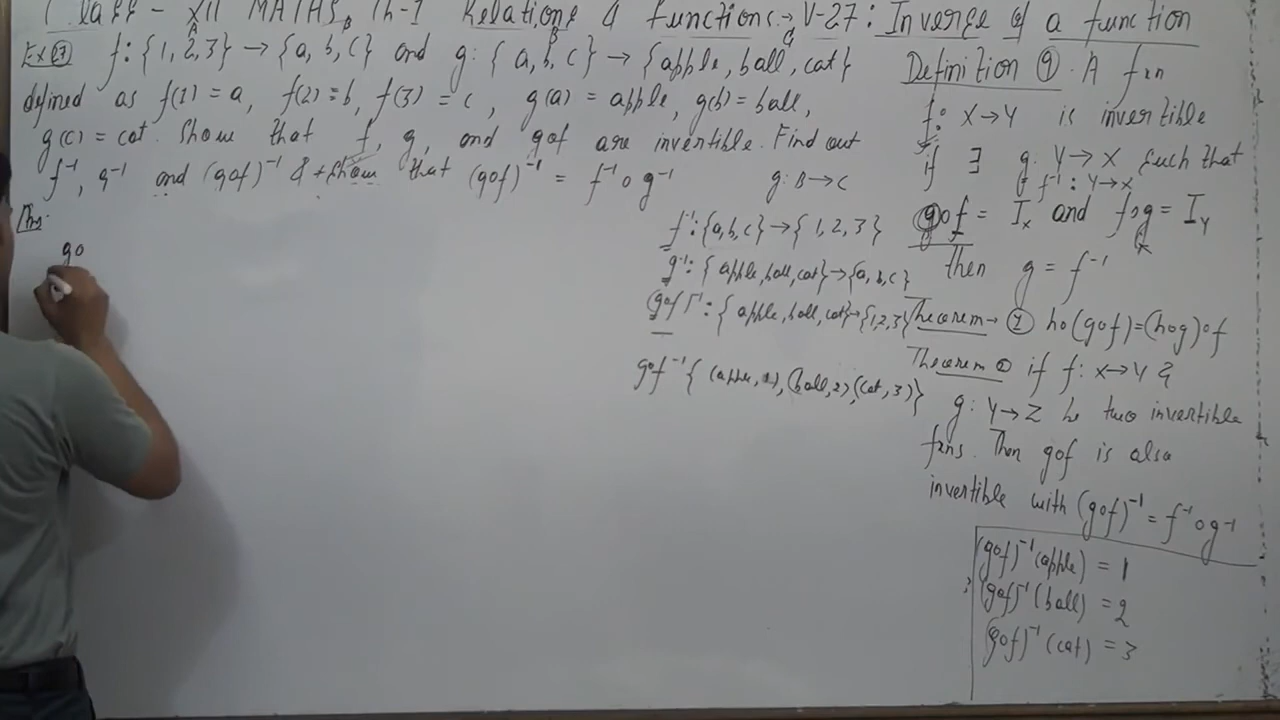 Class - XII MATHS, Ch-1 Relations & functions → V-27: Inverse of a function
Ex 27 f: {1, 2, 3} → {a, b, c} and g: {a, b, c} → {apple, ball, cat}
defined as f(1) = a, f(2) = b, f(3) = c, g(a) = apple, g(b) = ball,
g(c) = cat. Show that f, g, and gof are invertible. Find out
f⁻¹, g⁻¹ and (gof)⁻¹ & show that (gof)⁻¹ = f⁻¹ o g⁻¹
Ans
go
g: B → C
f⁻¹: {a, b, c} → {1, 2, 3}
g⁻¹: {apple, ball, cat} → {a, b, c}
(gof)⁻¹: {apple, ball, cat} → {1, 2, 3}
gof⁻¹ {(apple, 1), (ball, 2), (cat, 3)}
Definition 9. A fxn
f: X → Y is invertible
if ∃ g: Y → X such that
f⁻¹: Y → X
gof = I_X and fog = I_Y
then g = f⁻¹
Theorem → 1 ho(gof) = (hog)of
Theorem 2 if f: X → Y &
g: Y → Z be two invertible
fxns. Then gof is also
invertible with (gof)⁻¹ = f⁻¹og⁻¹
(gof)⁻¹(apple) = 1
(gof)⁻¹(ball) = 2
(gof)⁻¹(cat) = 3